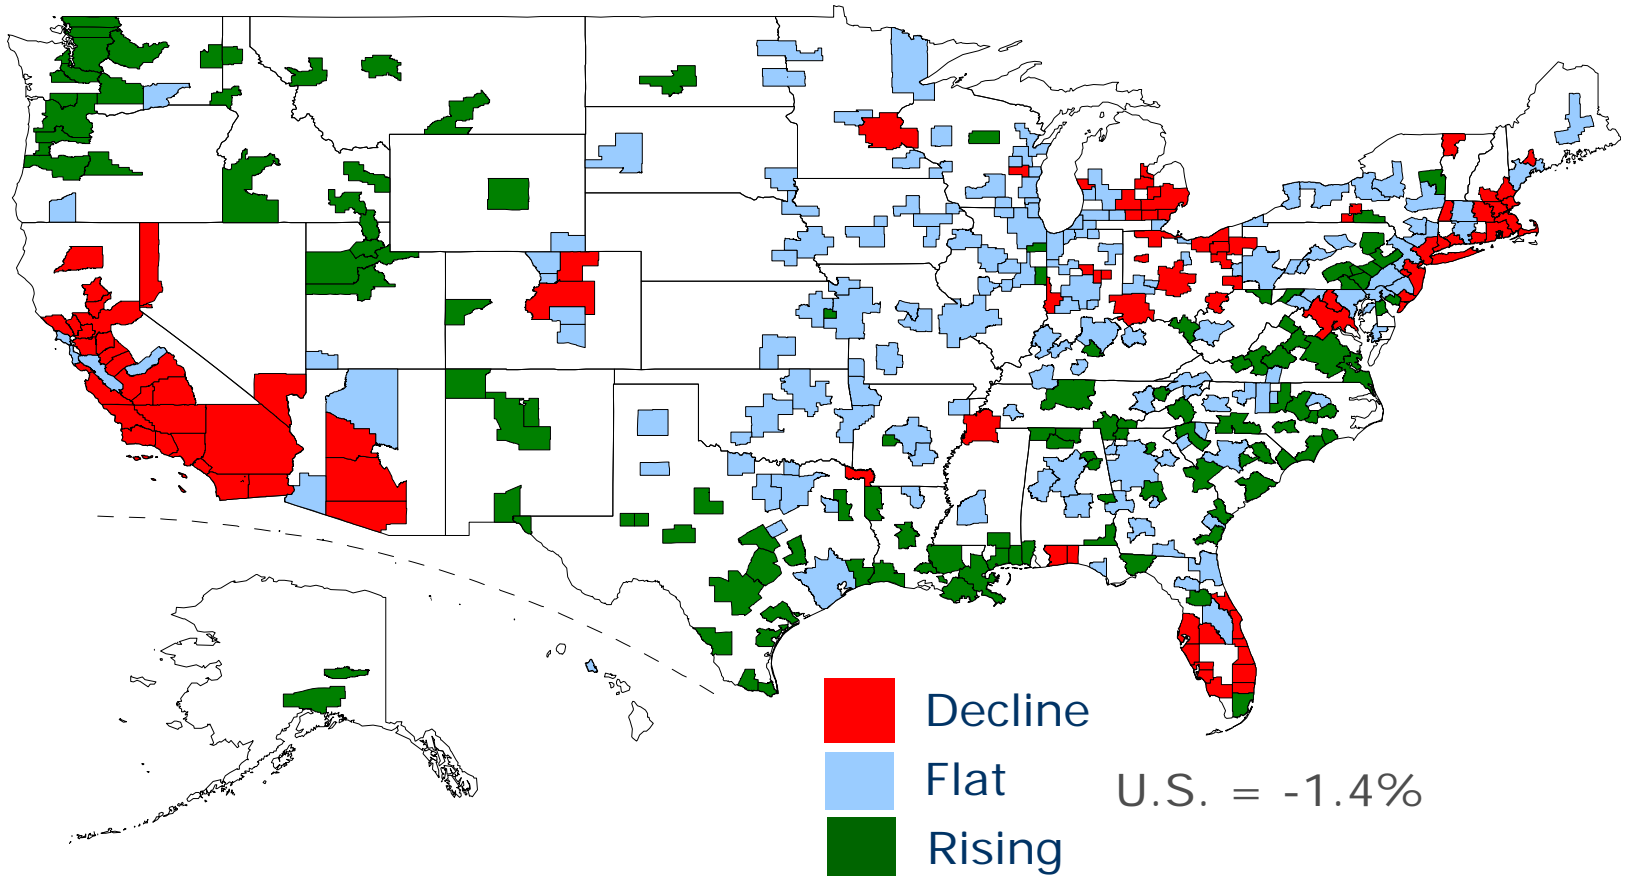 Decline
Flat
U.S. = -1.4%
Rising